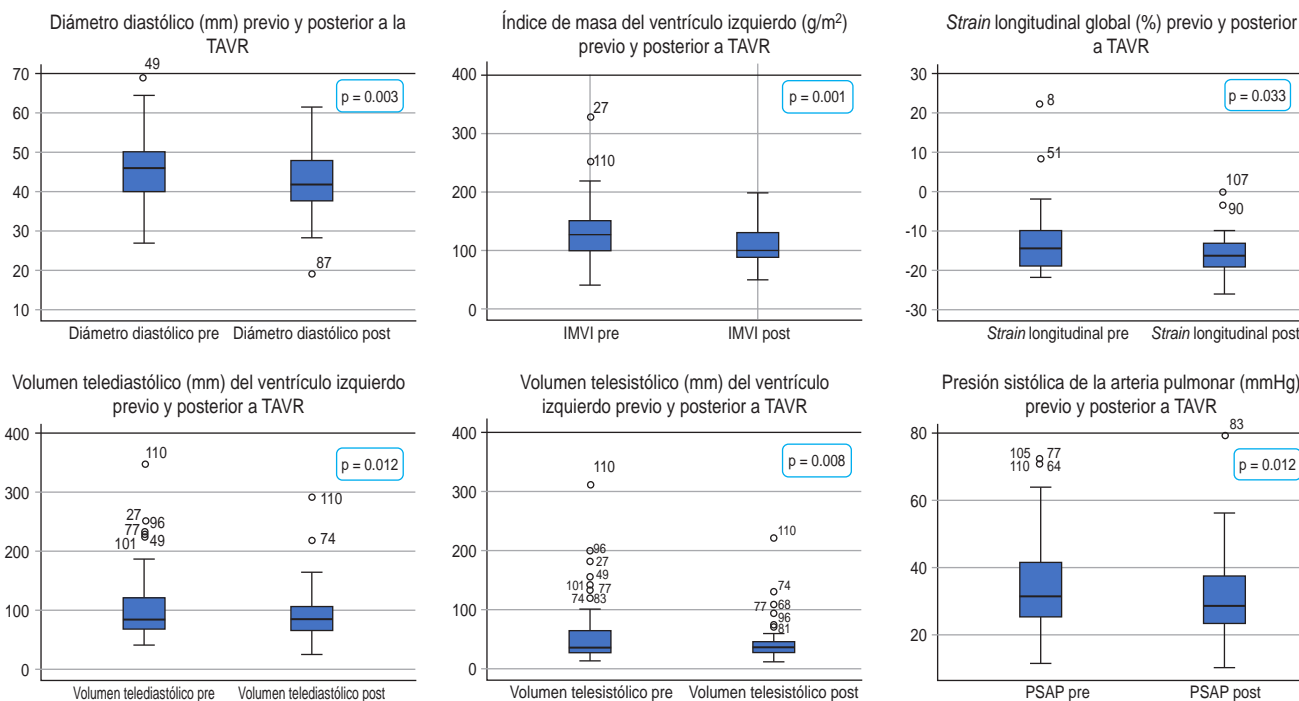 Diámetro diastólico (mm) previo y posterior a la
TAVR
70
60
50
40
30
20
10
49
87
p = 0.003
Diámetro diastólico pre
Diámetro diastólico post
Índice de masa del ventrículo izquierdo (g/m²)
previo y posterior a TAVR
400
300
200
100
0
27
110
p = 0.001
IMVI pre
IMVI post
Strain longitudinal global (%) previo y posterior
a TAVR
30
20
10
0
-10
-20
-30
8
51
107
90
p = 0.033
Strain longitudinal pre
Strain longitudinal post
Volumen telediastólico (mm) del ventrículo izquierdo
previo y posterior a TAVR
400
300
200
100
0
110
27
96
77
49
101
110
74
p = 0.012
Volumen telediastólico pre
Volumen telediastólico post
Volumen telesistólico (mm) del ventrículo
izquierdo previo y posterior a TAVR
400
300
200
100
0
110
96
27
49
101
77
74
83
110
74
77
68
96
81
p = 0.008
Volumen telesistólico pre
Volumen telesistólico post
Presión sistólica de la arteria pulmonar (mmHg)
previo y posterior a TAVR
80
60
40
20
105
77
110
64
83
p = 0.012
PSAP pre
PSAP post